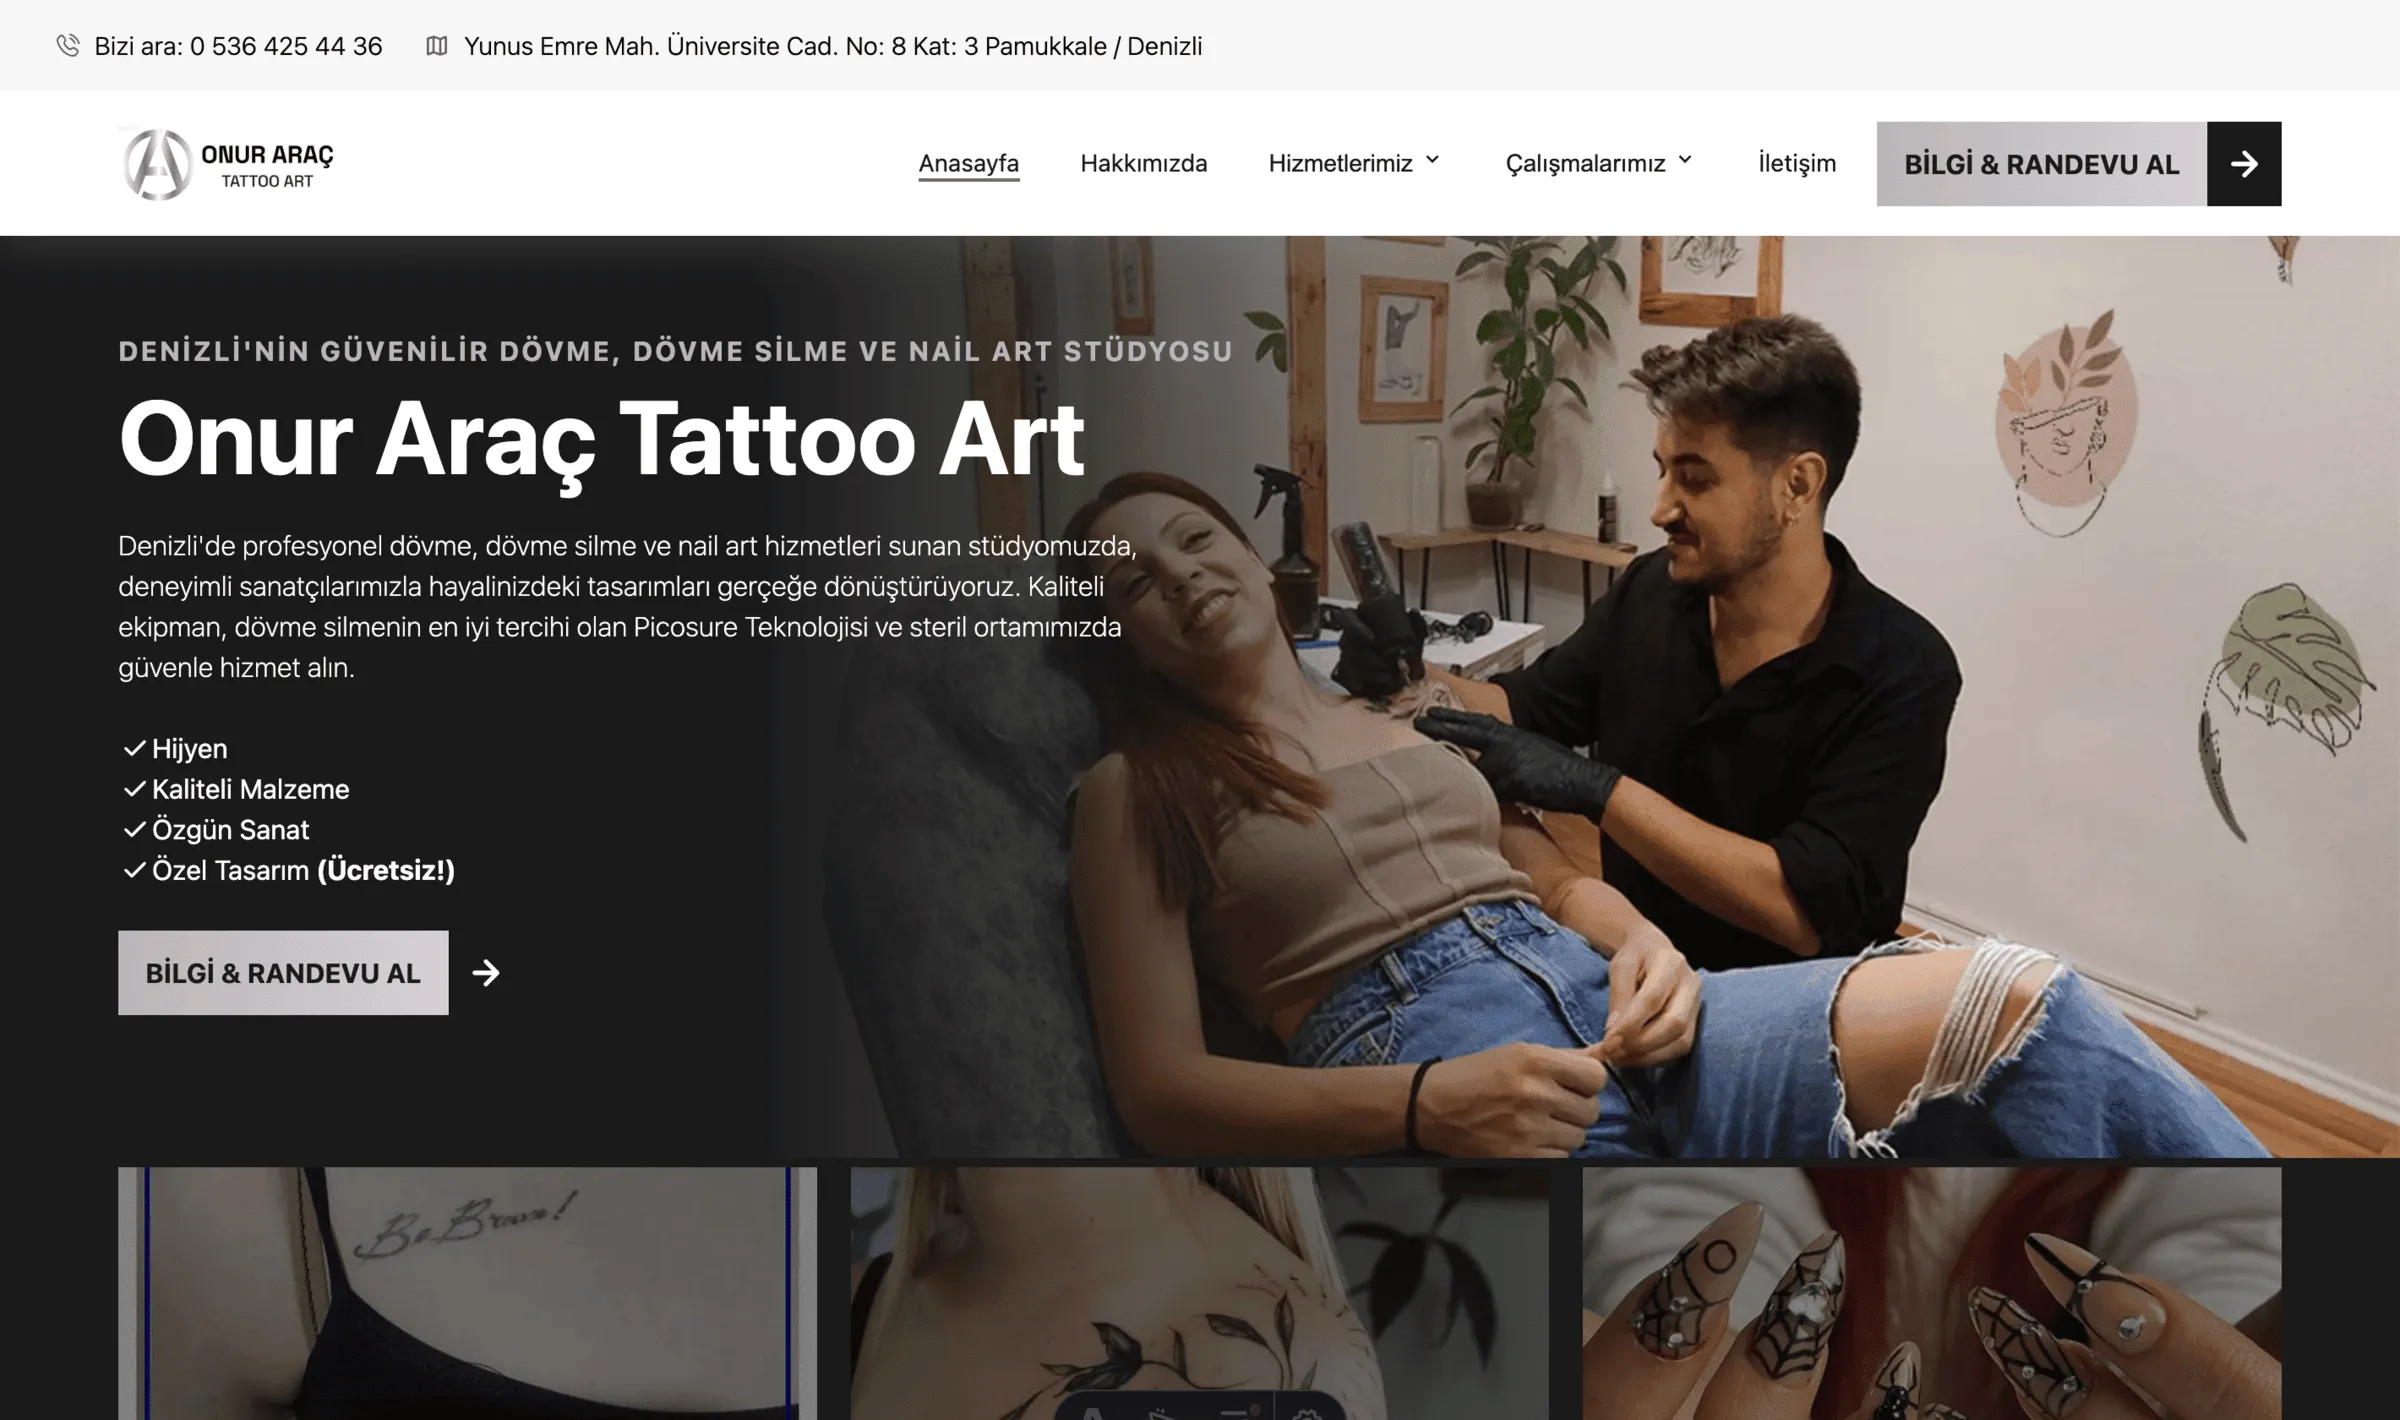 Bizi ara: 0 536 425 44 36
Yunus Emre Mah. Üniversite Cad. No: 8 Kat: 3 Pamukkale / Denizli
ONUR ARAÇ
TATTOO ART
Anasayfa
Hakkımızda
Hizmetlerimiz
Çalışmalarımız
İletişim
BİLGİ & RANDEVU AL
DENİZLİ'NİN GÜVENİLİR DÖVME, DÖVME SİLME VE NAİL ART STÜDYOSU
Onur Araç Tattoo Art
Denizli'de profesyonel dövme, dövme silme ve nail art hizmetleri sunan stüdyomuzda,
deneyimli sanatçılarımızla hayalinizdeki tasarımları gerçeğe dönüştürüyoruz. Kaliteli
ekipman, dövme silmenin en iyi tercihi olan Picosure Teknolojisi ve steril ortamımızda
güvenle hizmet alın.
Hijyen
Kaliteli Malzeme
Özgün Sanat
Özel Tasarım (Ücretsiz!)
BİLGİ & RANDEVU AL
Be Brave!